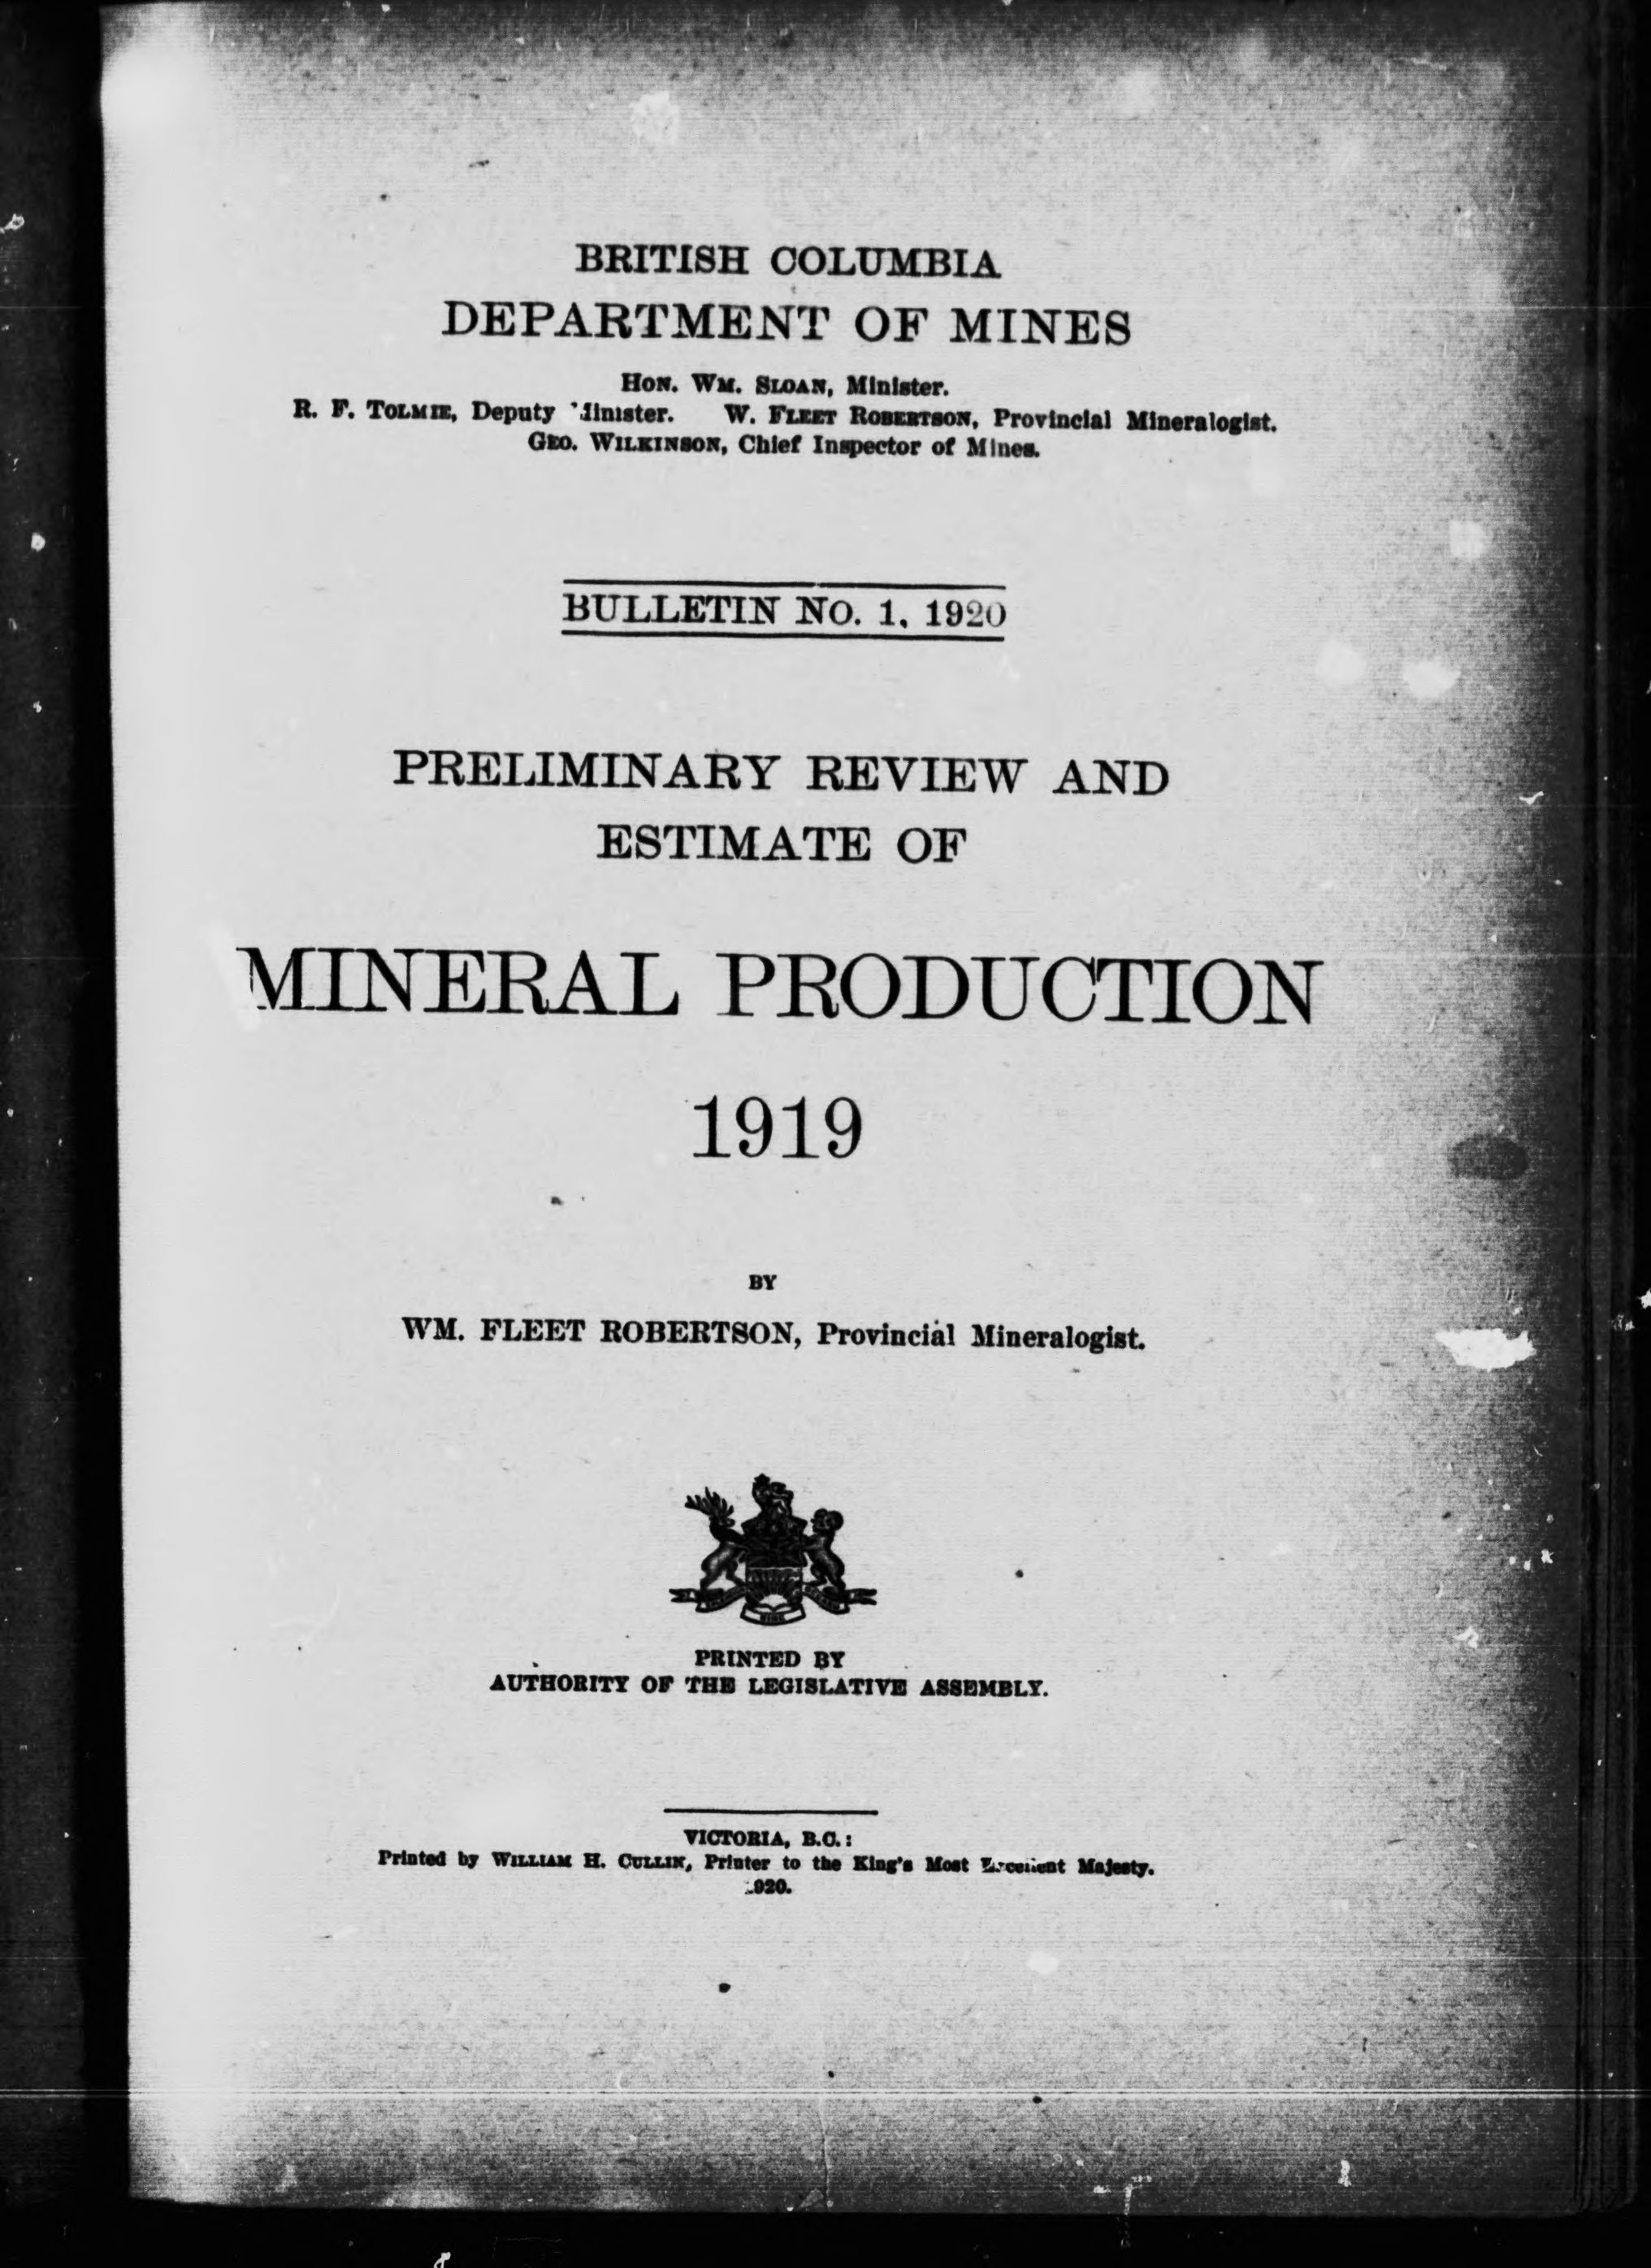 BRITISH COLUMBIA
DEPARTMENT OF MINES
HON. WM. SLOAN, Minister.
R. F. TOLMIE, Deputy Minister. W. FLEET ROBERTSON, Provincial Mineralogist.
GEO. WILKINSON, Chief Inspector of Mines.
BULLETIN NO. 1, 1920
PRELIMINARY REVIEW AND
ESTIMATE OF
MINERAL PRODUCTION
1919
BY
WM. FLEET ROBERTSON, Provincial Mineralogist.
PRINTED BY
AUTHORITY OF THE LEGISLATIVE ASSEMBLY.
VICTORIA, B.C.:
Printed by WILLIAM H. CULLIN, Printer to the King's Most Excellent Majesty.
1920.